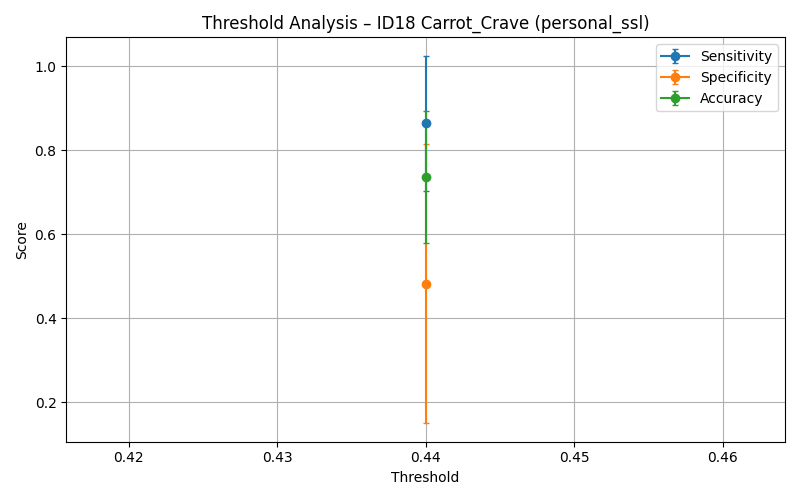 Threshold Analysis – ID18 Carrot_Crave (personal_ssl)
Sensitivity
Specificity
Accuracy
Score
1.0
0.8
0.6
0.4
0.2
0.42 0.43 0.44 0.45 0.46
Threshold